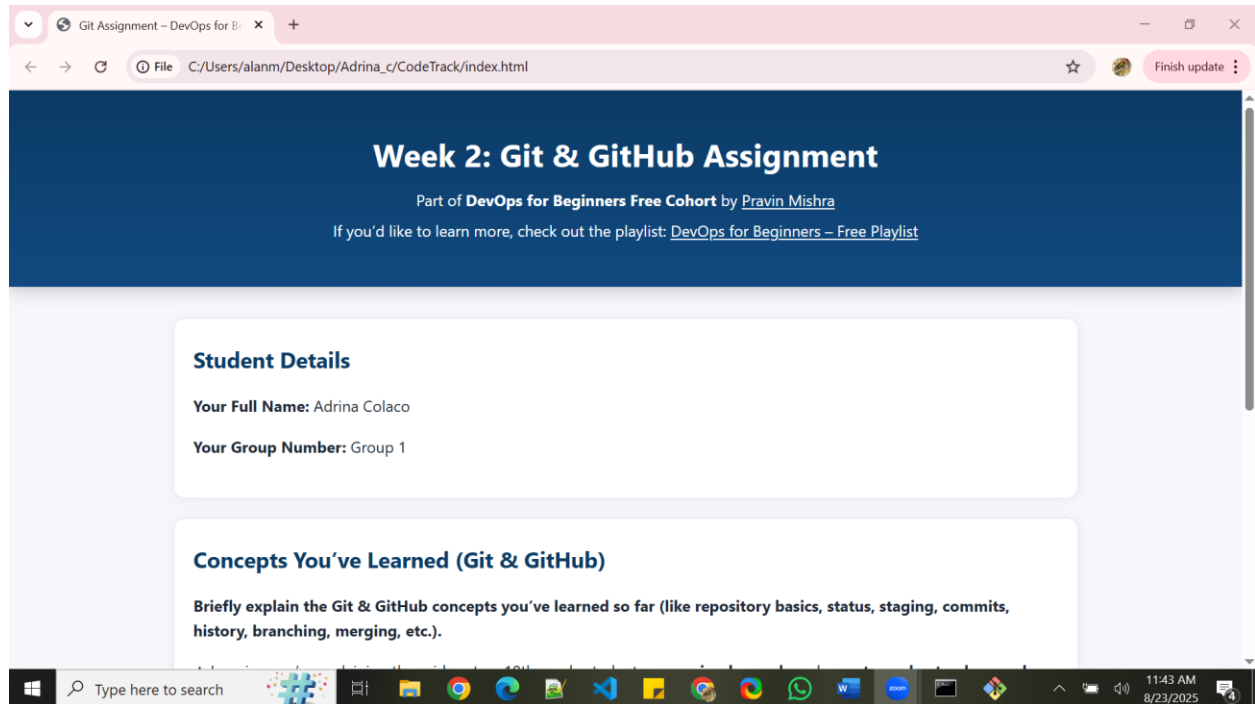 Git Assignment – DevOps for Be
File C:/Users/alanm/Desktop/Adrina_c/CodeTrack/index.html
Finish update
Week 2: Git & GitHub Assignment
Part of DevOps for Beginners Free Cohort by Pravin Mishra
If you'd like to learn more, check out the playlist: DevOps for Beginners – Free Playlist
Student Details
Your Full Name: Adrina Colaco
Your Group Number: Group 1
Concepts You've Learned (Git & GitHub)
Briefly explain the Git & GitHub concepts you've learned so far (like repository basics, status, staging, commits,
history, branching, merging, etc.).
Type here to search
zoom
11:43 AM
8/23/2025
4